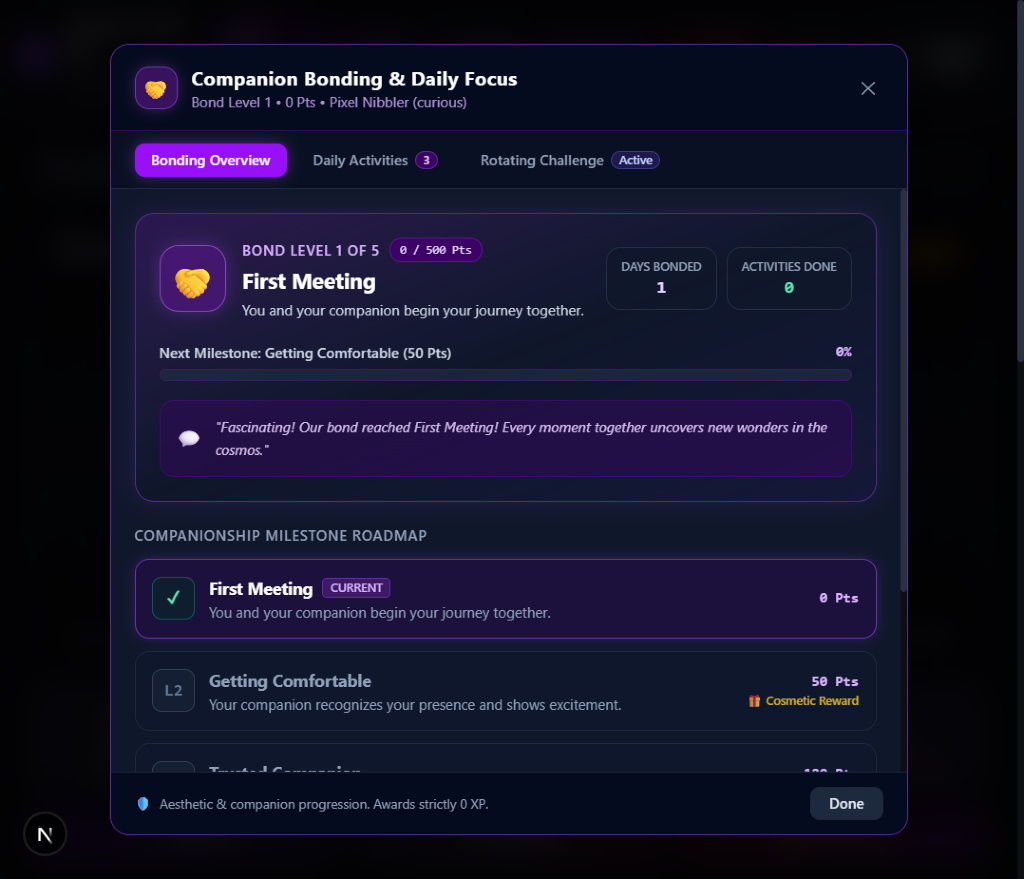 Companion Bonding & Daily Focus
Bond Level 1 • 0 Pts • Pixel Nibbler (curious)
Bonding Overview
Daily Activities 3
Rotating Challenge Active
BOND LEVEL 1 OF 5 0 / 500 Pts
First Meeting
You and your companion begin your journey together.
DAYS BONDED
1
ACTIVITIES DONE
0
Next Milestone: Getting Comfortable (50 Pts) 0%
"Fascinating! Our bond reached First Meeting! Every moment together uncovers new wonders in the
cosmos."
COMPANIONSHIP MILESTONE ROADMAP
First Meeting CURRENT
You and your companion begin your journey together.
0 Pts
L2
Getting Comfortable
Your companion recognizes your presence and shows excitement.
50 Pts
Cosmetic Reward
Trusted Companion
Aesthetic & companion progression. Awards strictly 0 XP.
Done
N